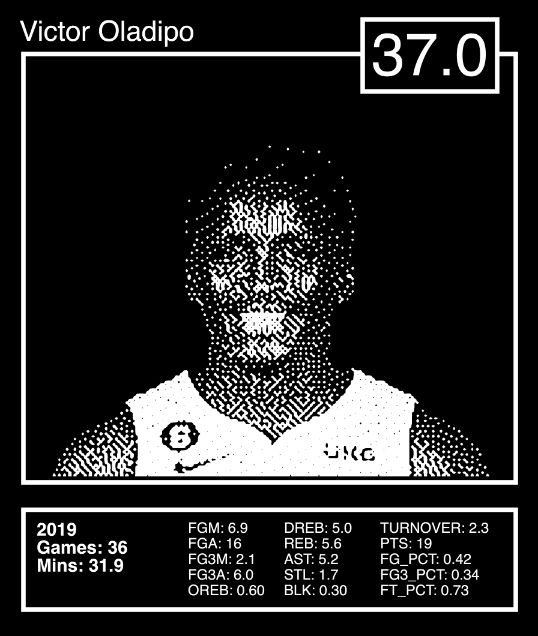 Victor Oladipo
37.0
2019
Games: 36
Mins: 31.9
FGM: 6.9
FGA: 16
FG3M: 2.1
FG3A: 6.0
OREB: 0.60
DREB: 5.0
REB: 5.6
AST: 5.2
STL: 1.7
BLK: 0.30
TURNOVER: 2.3
PTS: 19
FG_PCT: 0.42
FG3_PCT: 0.34
FT_PCT: 0.73